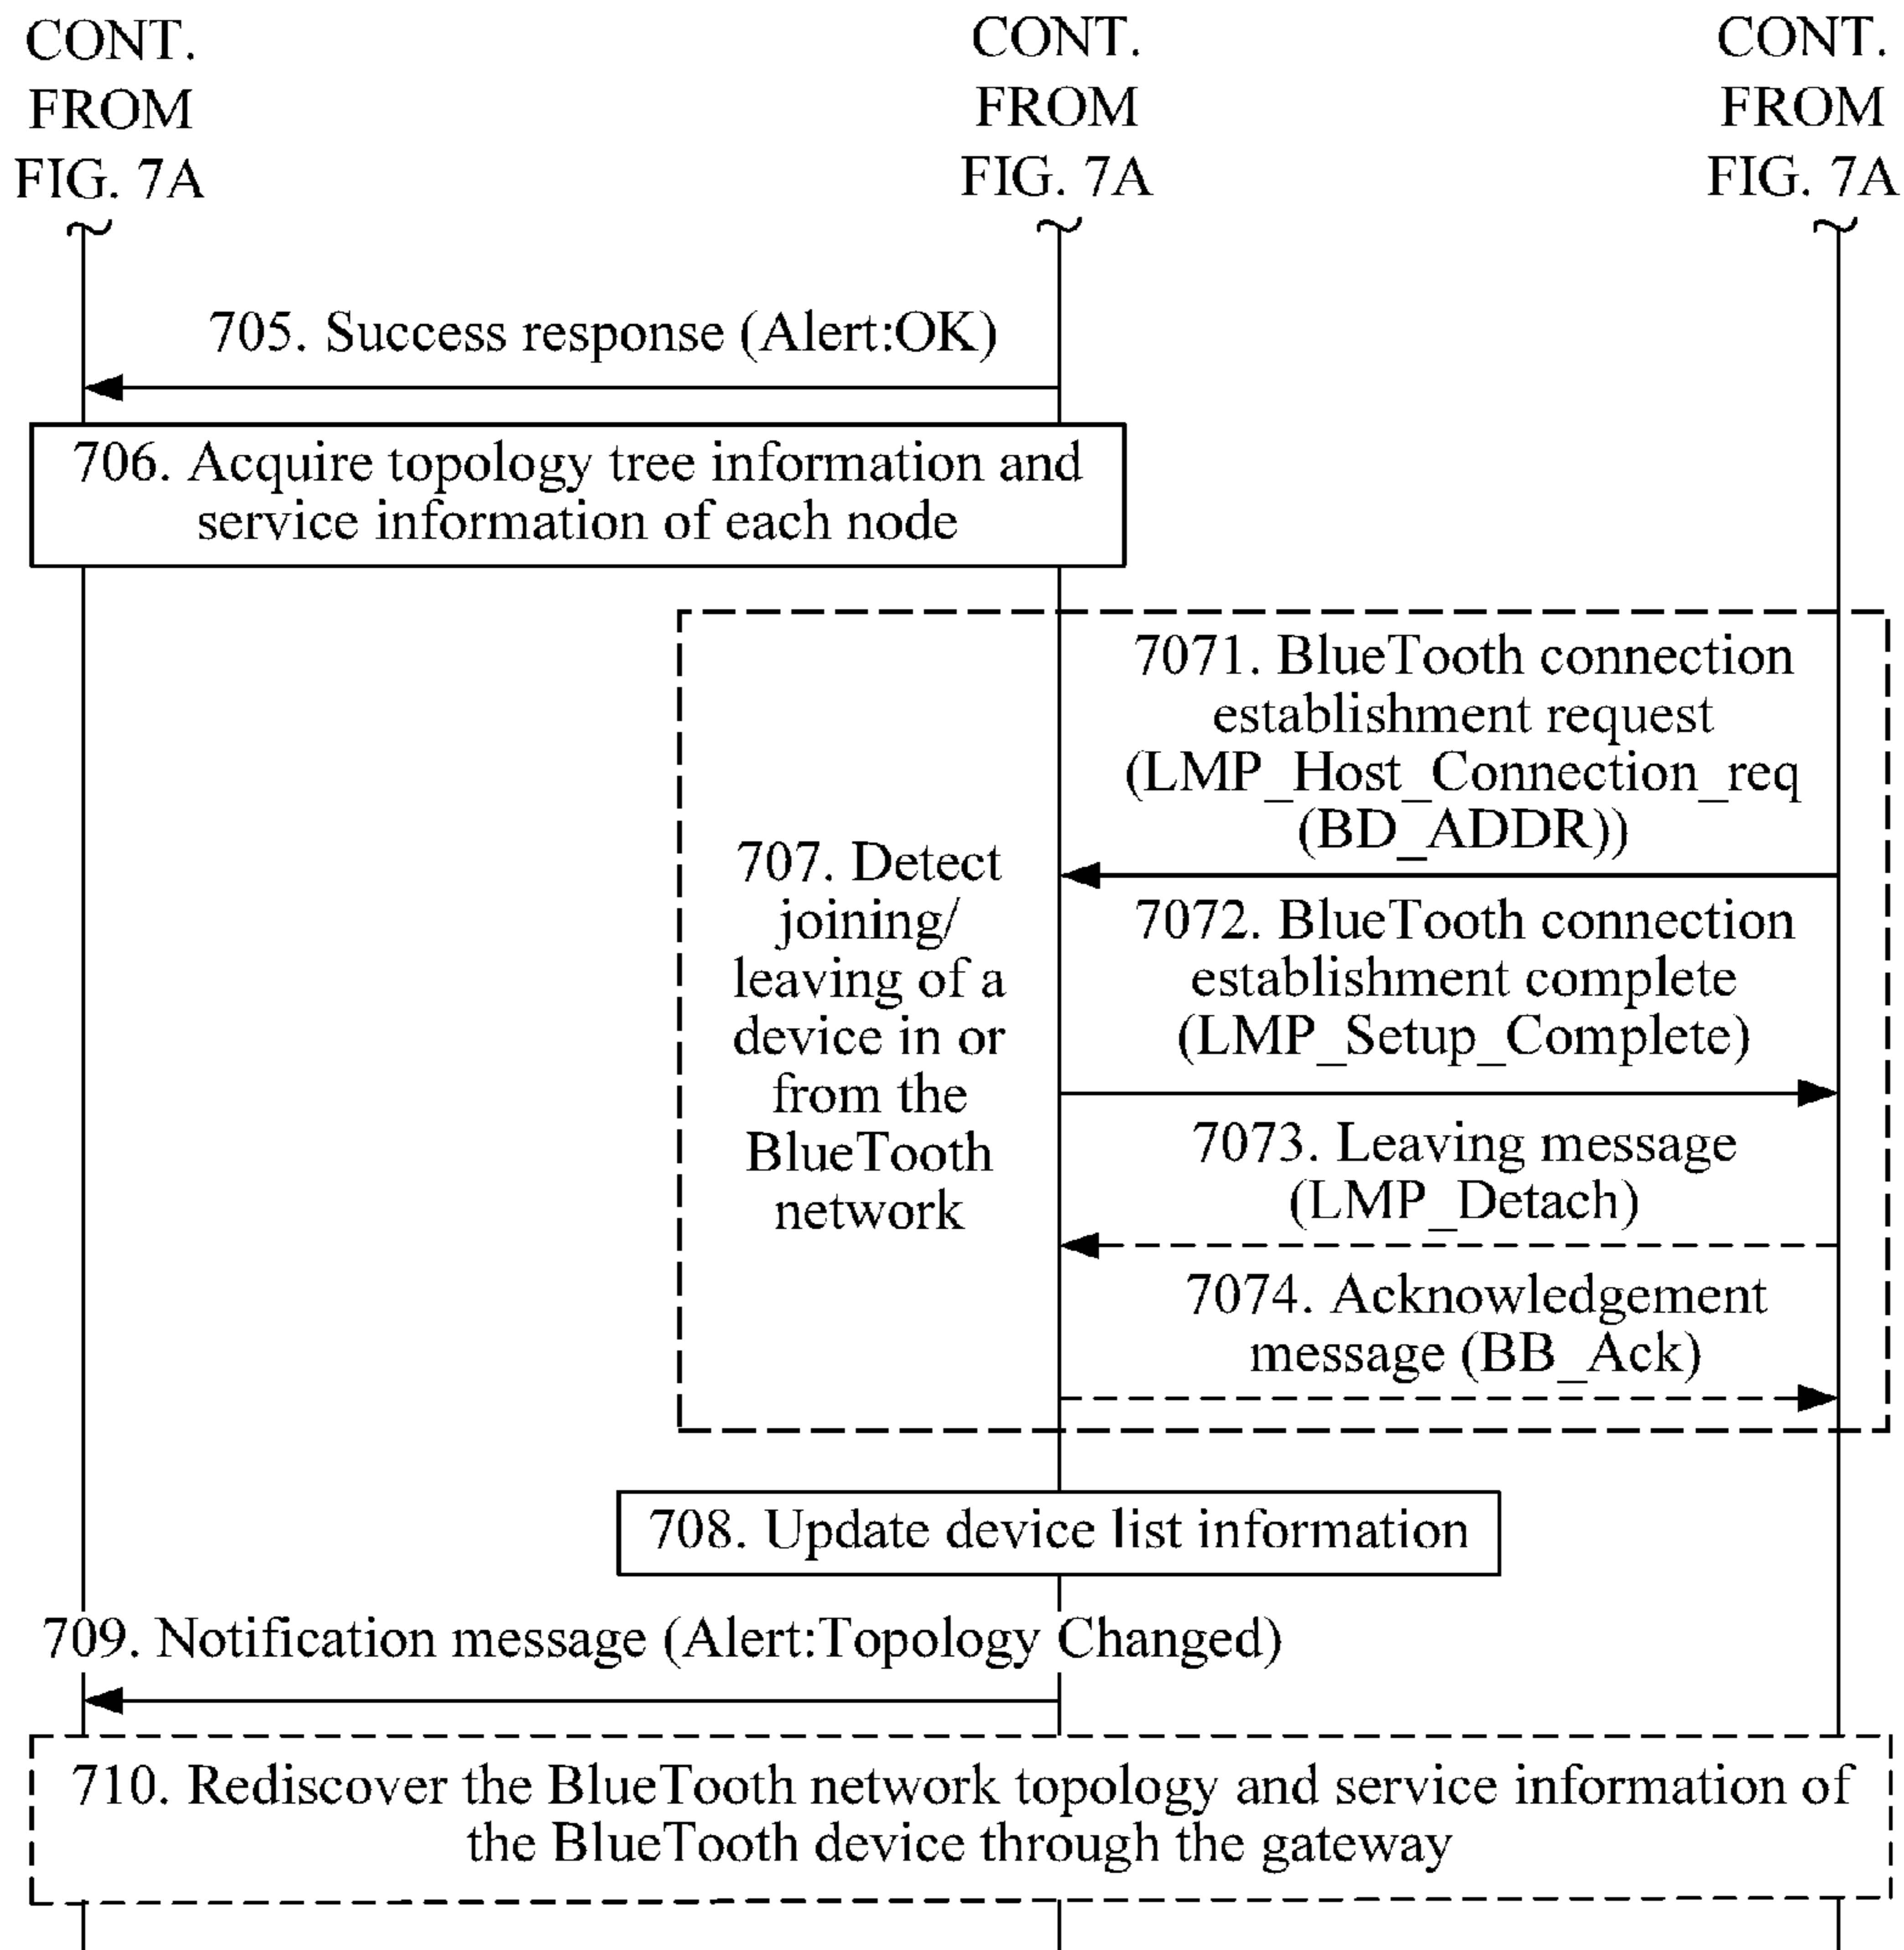 CONT.
FROM
FIG. 7A
CONT.
FROM
FIG. 7A
CONT.
FROM
FIG. 7A
705. Success response (Alert:OK)
706. Acquire topology tree information and
service information of each node
707. Detect
joining/
leaving of a
device in or
from the
BlueTooth
network
7071. BlueTooth connection
establishment request
(LMP_Host_Connection_req
(BD_ADDR))
7072. BlueTooth connection
establishment complete
(LMP_Setup_Complete)
7073. Leaving message
(LMP_Detach)
7074. Acknowledgement
message (BB_Ack)
708. Update device list information
709. Notification message (Alert:Topology Changed)
710. Rediscover the BlueTooth network topology and service information of
the BlueTooth device through the gateway